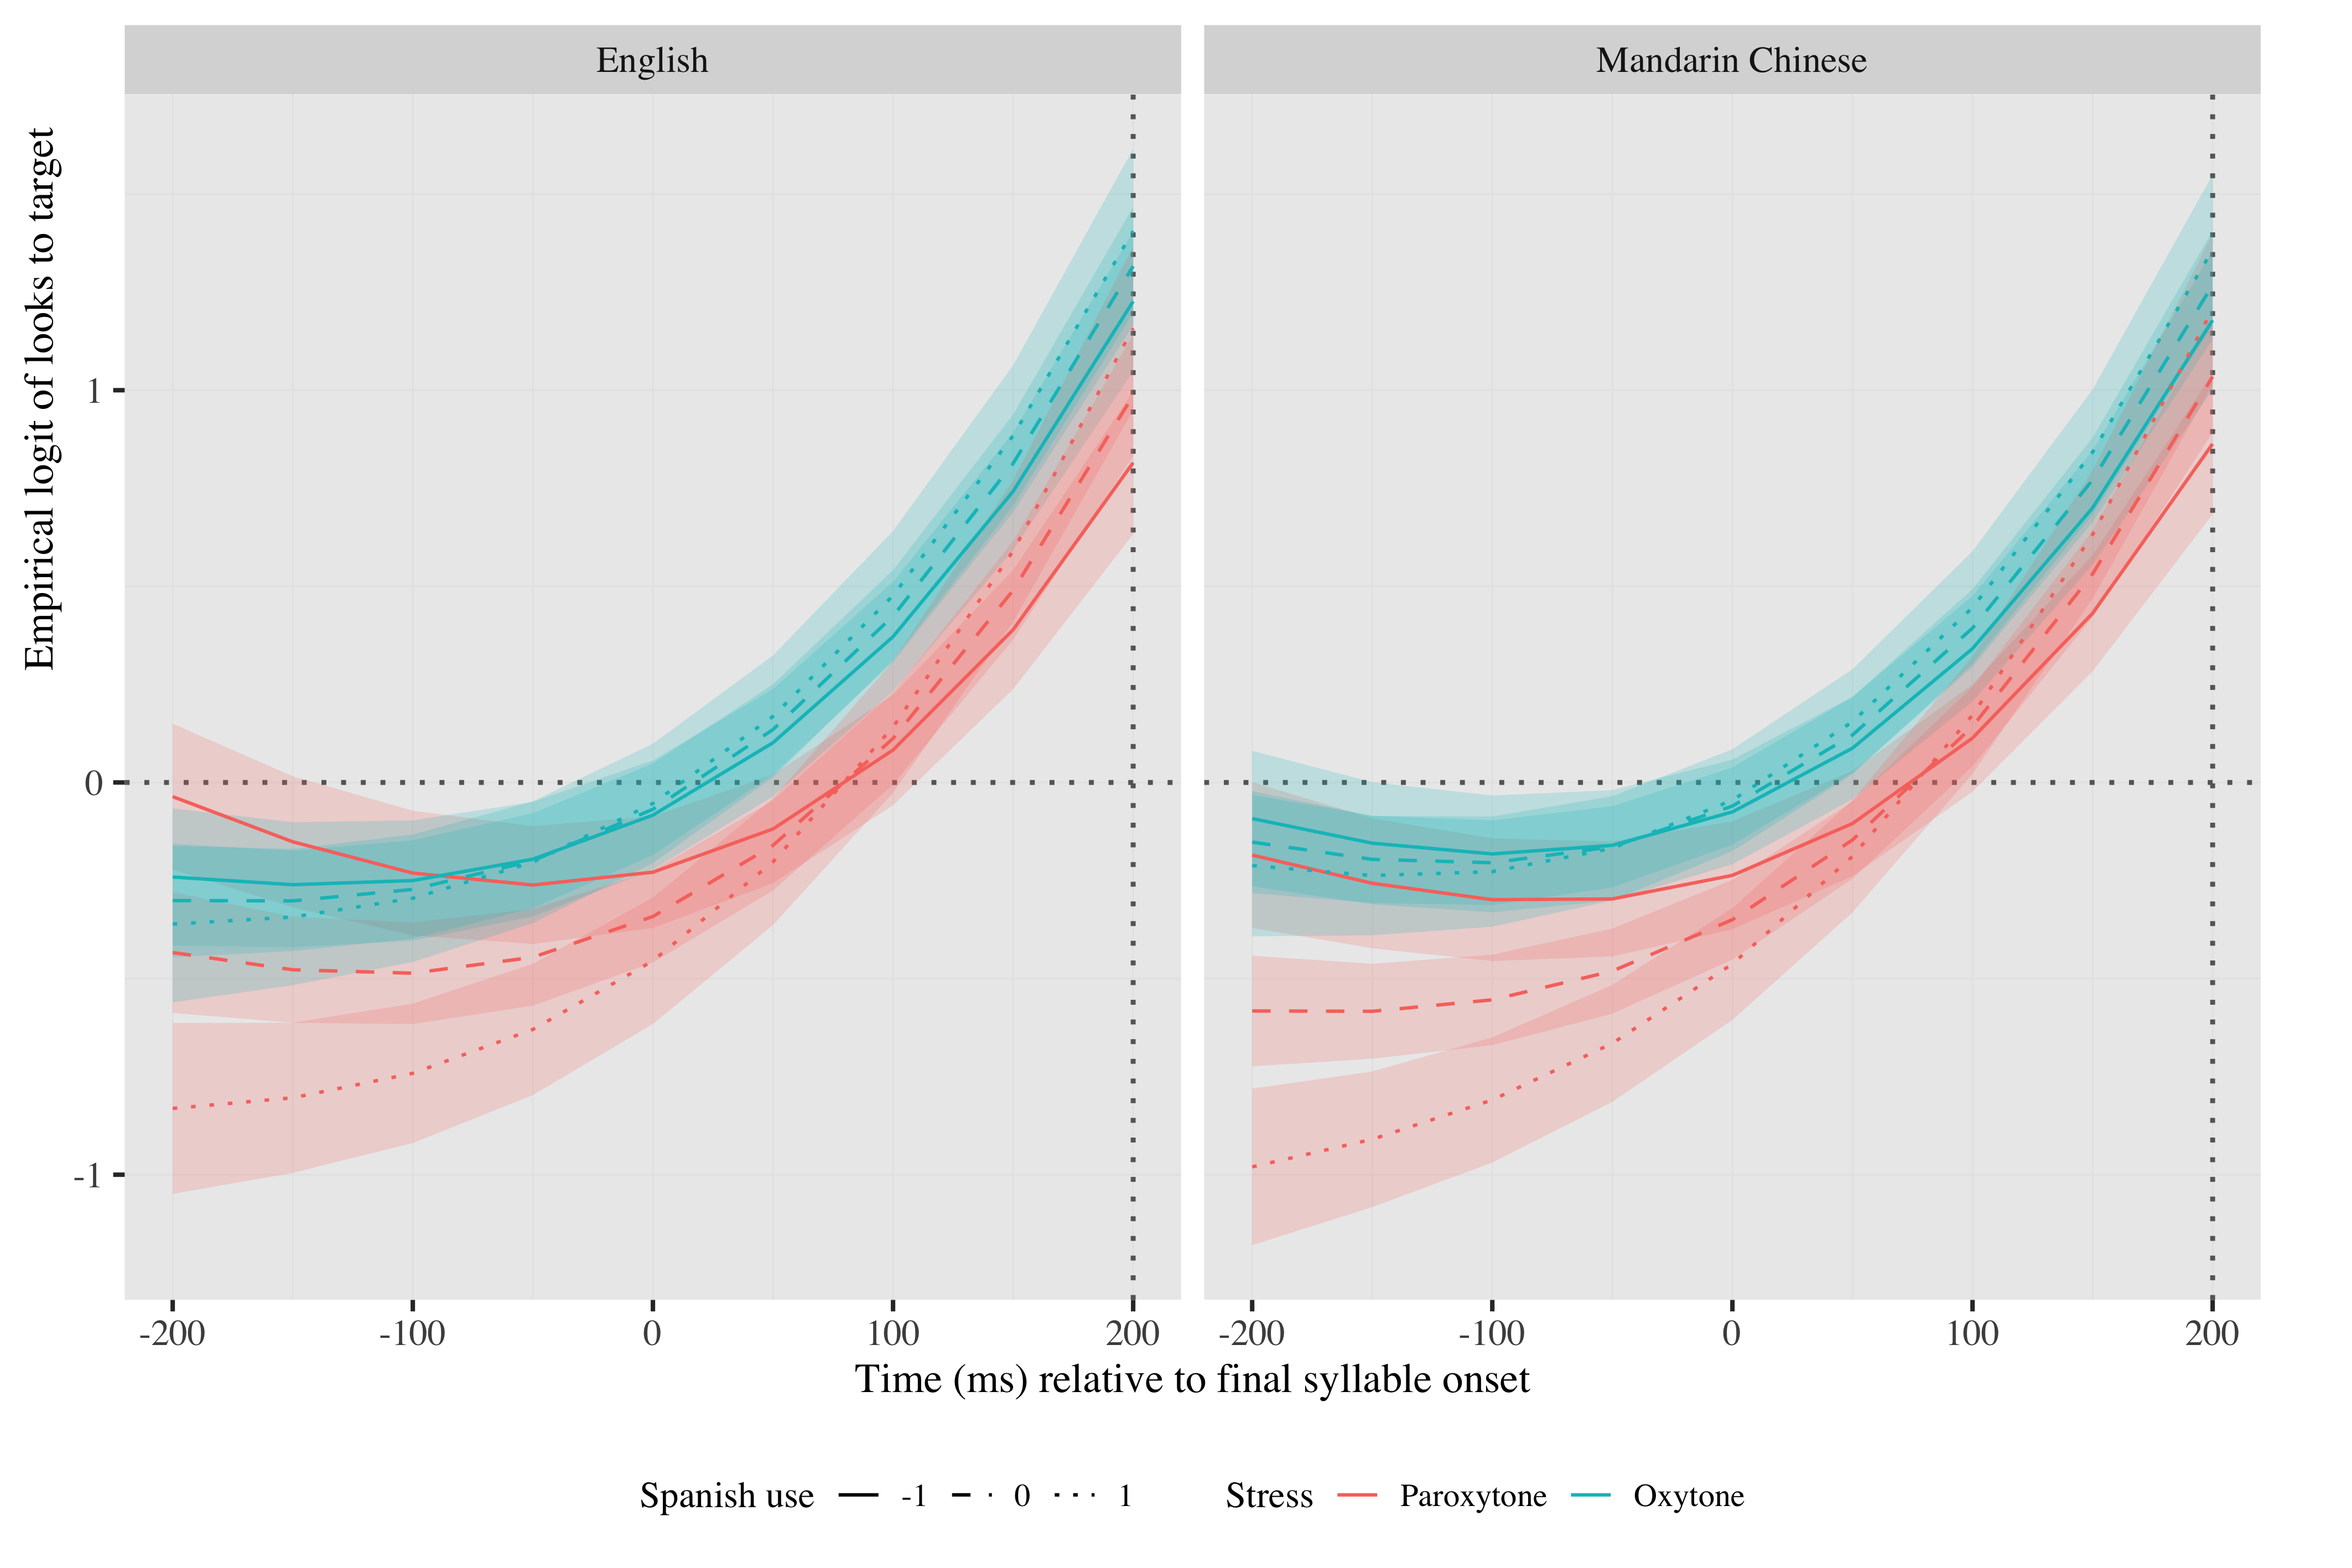 English
Mandarin Chinese
Empirical logit of looks to target
1
0
-1
-200 -100 0 100 200
-200 -100 0 100 200
Time (ms) relative to final syllable onset
Spanish use -1 0 1 Stress Paroxytone Oxytone